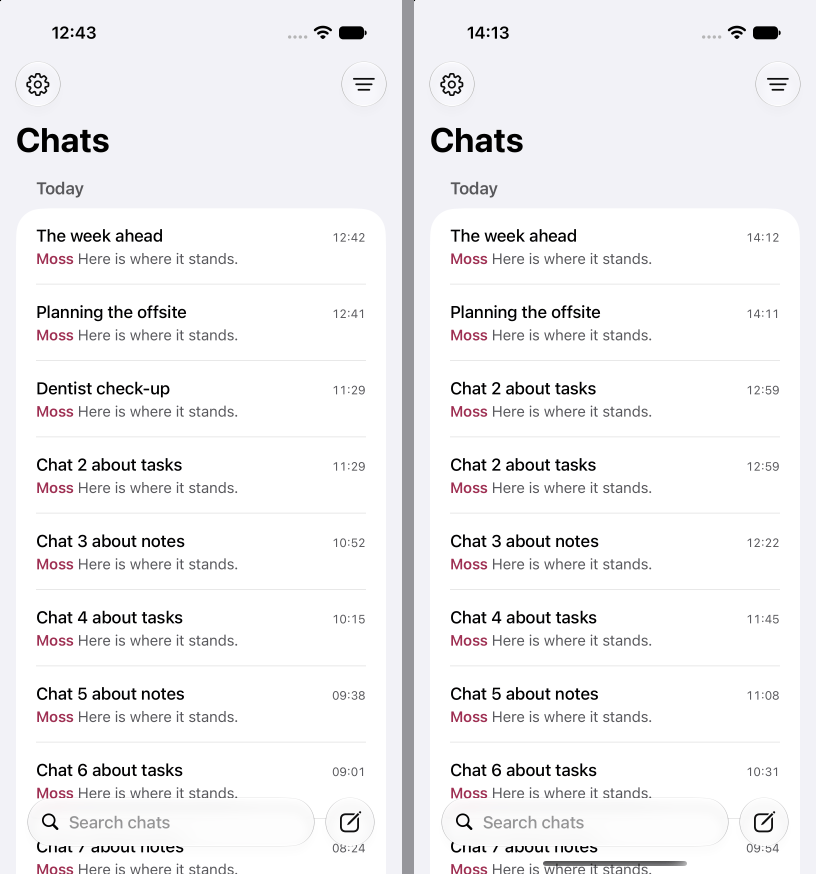 12:43
Chats
Today
The week ahead 12:42
Moss Here is where it stands.
Planning the offsite 12:41
Moss Here is where it stands.
Dentist check-up 11:29
Moss Here is where it stands.
Chat 2 about tasks 11:29
Moss Here is where it stands.
Chat 3 about notes 10:52
Moss Here is where it stands.
Chat 4 about tasks 10:15
Moss Here is where it stands.
Chat 5 about notes 09:38
Moss Here is where it stands.
Chat 6 about tasks 09:01
Moss Here is where it stands.
Search chats
Chat 7 about notes 08:24
Moss Here is where it stands.
14:13
Chats
Today
The week ahead 14:12
Moss Here is where it stands.
Planning the offsite 14:11
Moss Here is where it stands.
Chat 2 about tasks 12:59
Moss Here is where it stands.
Chat 2 about tasks 12:59
Moss Here is where it stands.
Chat 3 about notes 12:22
Moss Here is where it stands.
Chat 4 about tasks 11:45
Moss Here is where it stands.
Chat 5 about notes 11:08
Moss Here is where it stands.
Chat 6 about tasks 10:31
Moss Here is where it stands.
Search chats
Chat 7 about notes 09:54
Moss Here is where it stands.